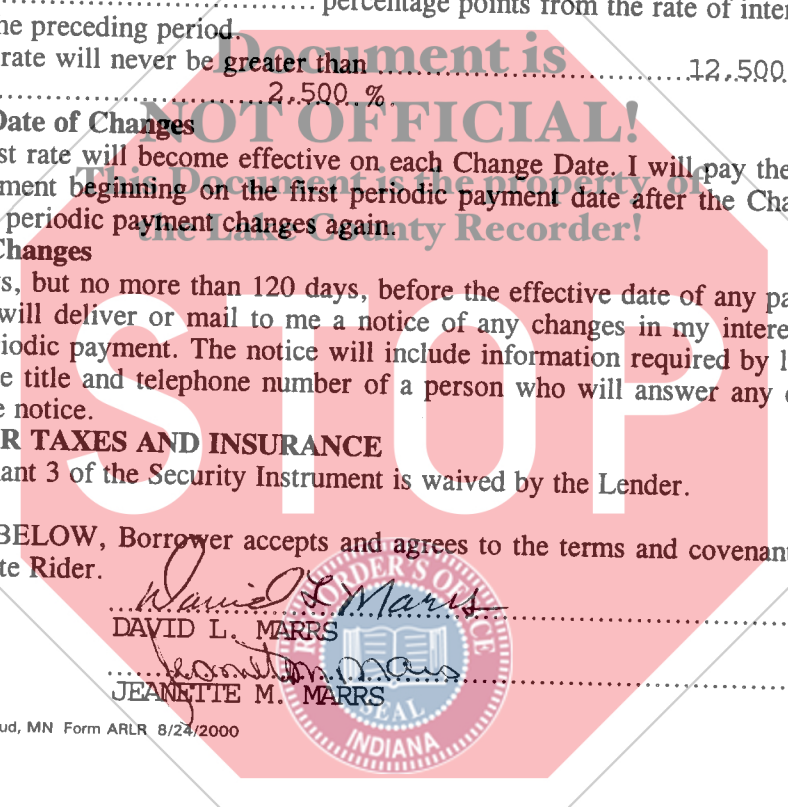 percentage points from the rate of inter
he preceding period.
rate will never be greater than 12.500
2.500 %.
Document is
NOT OFFICIAL!
This Document is the property of
the Lake County Recorder!
Date of Changes
st rate will become effective on each Change Date. I will pay the
ment beginning on the first periodic payment date after the Cha
periodic payment changes again.
Changes
s, but no more than 120 days, before the effective date of any pa
will deliver or mail to me a notice of any changes in my intere
iodic payment. The notice will include information required by l
e title and telephone number of a person who will answer any
e notice.
STOP
R TAXES AND INSURANCE
ant 3 of the Security Instrument is waived by the Lender.
BELOW, Borrower accepts and agrees to the terms and covenant
te Rider.
David L Marrs
DAVID L. MARRS
Jeanette M. Marrs
JEANETTE M. MARRS
RECORDER'S OFFICE
SEAL
INDIANA
ud, MN Form ARLR 8/24/2000